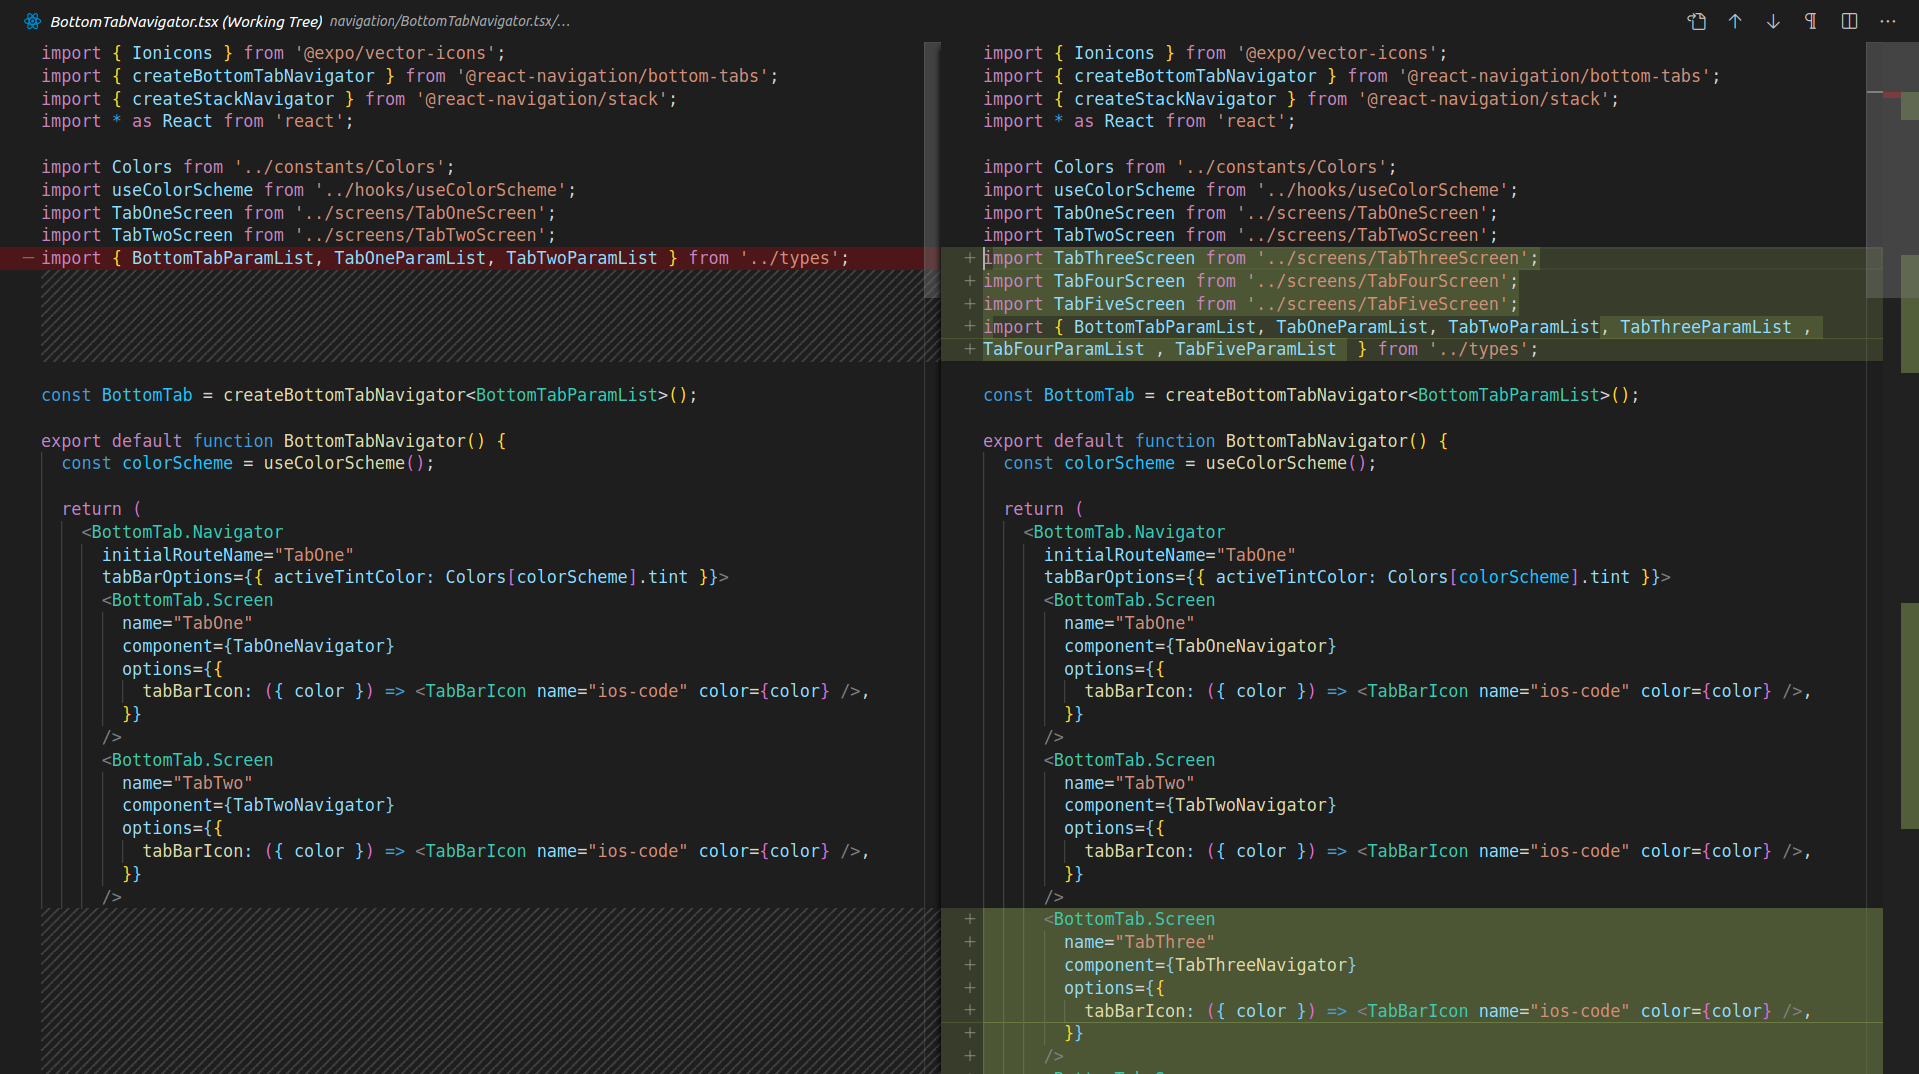 BottomTabNavigator.tsx (Working Tree) navigation/BottomTabNavigator.tsx/...
import { Ionicons } from '@expo/vector-icons';
import { createBottomTabNavigator } from '@react-navigation/bottom-tabs';
import { createStackNavigator } from '@react-navigation/stack';
import * as React from 'react';
import Colors from '../constants/Colors';
import useColorScheme from '../hooks/useColorScheme';
import TabOneScreen from '../screens/TabOneScreen';
import TabTwoScreen from '../screens/TabTwoScreen';
— import { BottomTabParamList, TabOneParamList, TabTwoParamList } from '../types';
const BottomTab = createBottomTabNavigator<BottomTabParamList>();
export default function BottomTabNavigator() {
const colorScheme = useColorScheme();
return (
<BottomTab.Navigator
initialRouteName="TabOne"
tabBarOptions={{ activeTintColor: Colors[colorScheme].tint }}>
<BottomTab.Screen
name="TabOne"
component={TabOneNavigator}
options={{
tabBarIcon: ({ color }) => <TabBarIcon name="ios-code" color={color} />,
}}
/>
<BottomTab.Screen
name="TabTwo"
component={TabTwoNavigator}
options={{
tabBarIcon: ({ color }) => <TabBarIcon name="ios-code" color={color} />,
}}
/>
import { Ionicons } from '@expo/vector-icons';
import { createBottomTabNavigator } from '@react-navigation/bottom-tabs';
import { createStackNavigator } from '@react-navigation/stack';
import * as React from 'react';
import Colors from '../constants/Colors';
import useColorScheme from '../hooks/useColorScheme';
import TabOneScreen from '../screens/TabOneScreen';
import TabTwoScreen from '../screens/TabTwoScreen';
+ import TabThreeScreen from '../screens/TabThreeScreen';
+ import TabFourScreen from '../screens/TabFourScreen';
+ import TabFiveScreen from '../screens/TabFiveScreen';
+ import { BottomTabParamList, TabOneParamList, TabTwoParamList, TabThreeParamList ,
+ TabFourParamList , TabFiveParamList } from '../types';
const BottomTab = createBottomTabNavigator<BottomTabParamList>();
export default function BottomTabNavigator() {
const colorScheme = useColorScheme();
return (
<BottomTab.Navigator
initialRouteName="TabOne"
tabBarOptions={{ activeTintColor: Colors[colorScheme].tint }}>
<BottomTab.Screen
name="TabOne"
component={TabOneNavigator}
options={{
tabBarIcon: ({ color }) => <TabBarIcon name="ios-code" color={color} />,
}}
/>
<BottomTab.Screen
name="TabTwo"
component={TabTwoNavigator}
options={{
tabBarIcon: ({ color }) => <TabBarIcon name="ios-code" color={color} />,
}}
/>
+ <BottomTab.Screen
+ name="TabThree"
+ component={TabThreeNavigator}
+ options={{
+ tabBarIcon: ({ color }) => <TabBarIcon name="ios-code" color={color} />,
+ }}
+ />